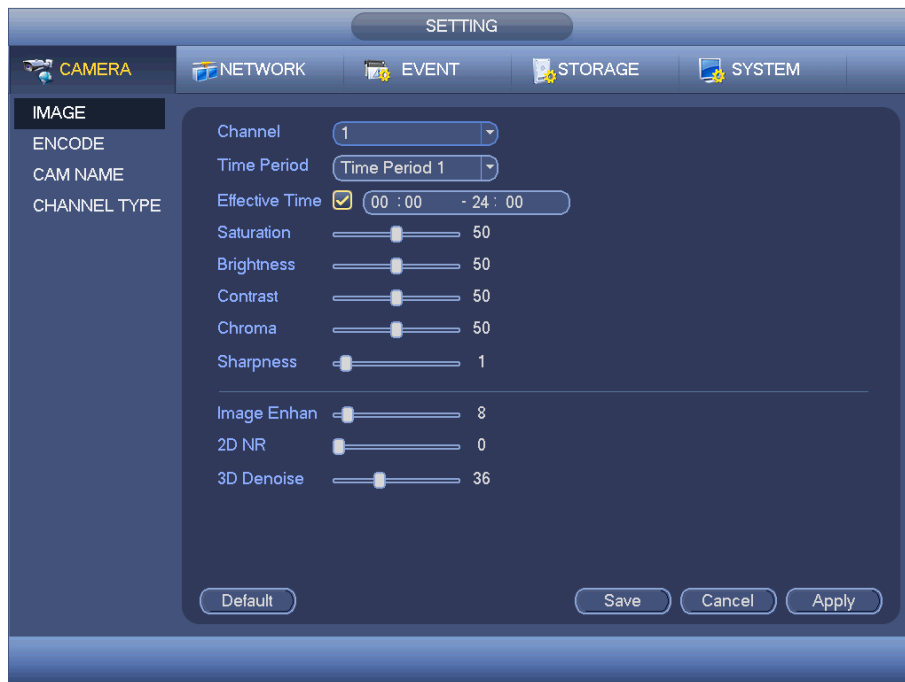 SETTING
CAMERA NETWORK EVENT STORAGE SYSTEM
IMAGE
ENCODE
CAM NAME
CHANNEL TYPE
Channel 1
Time Period Time Period 1
Effective Time 00 : 00 - 24 : 00
Saturation 50
Brightness 50
Contrast 50
Chroma 50
Sharpness 1
Image Enhan 8
2D NR 0
3D Denoise 36
Default Save Cancel Apply